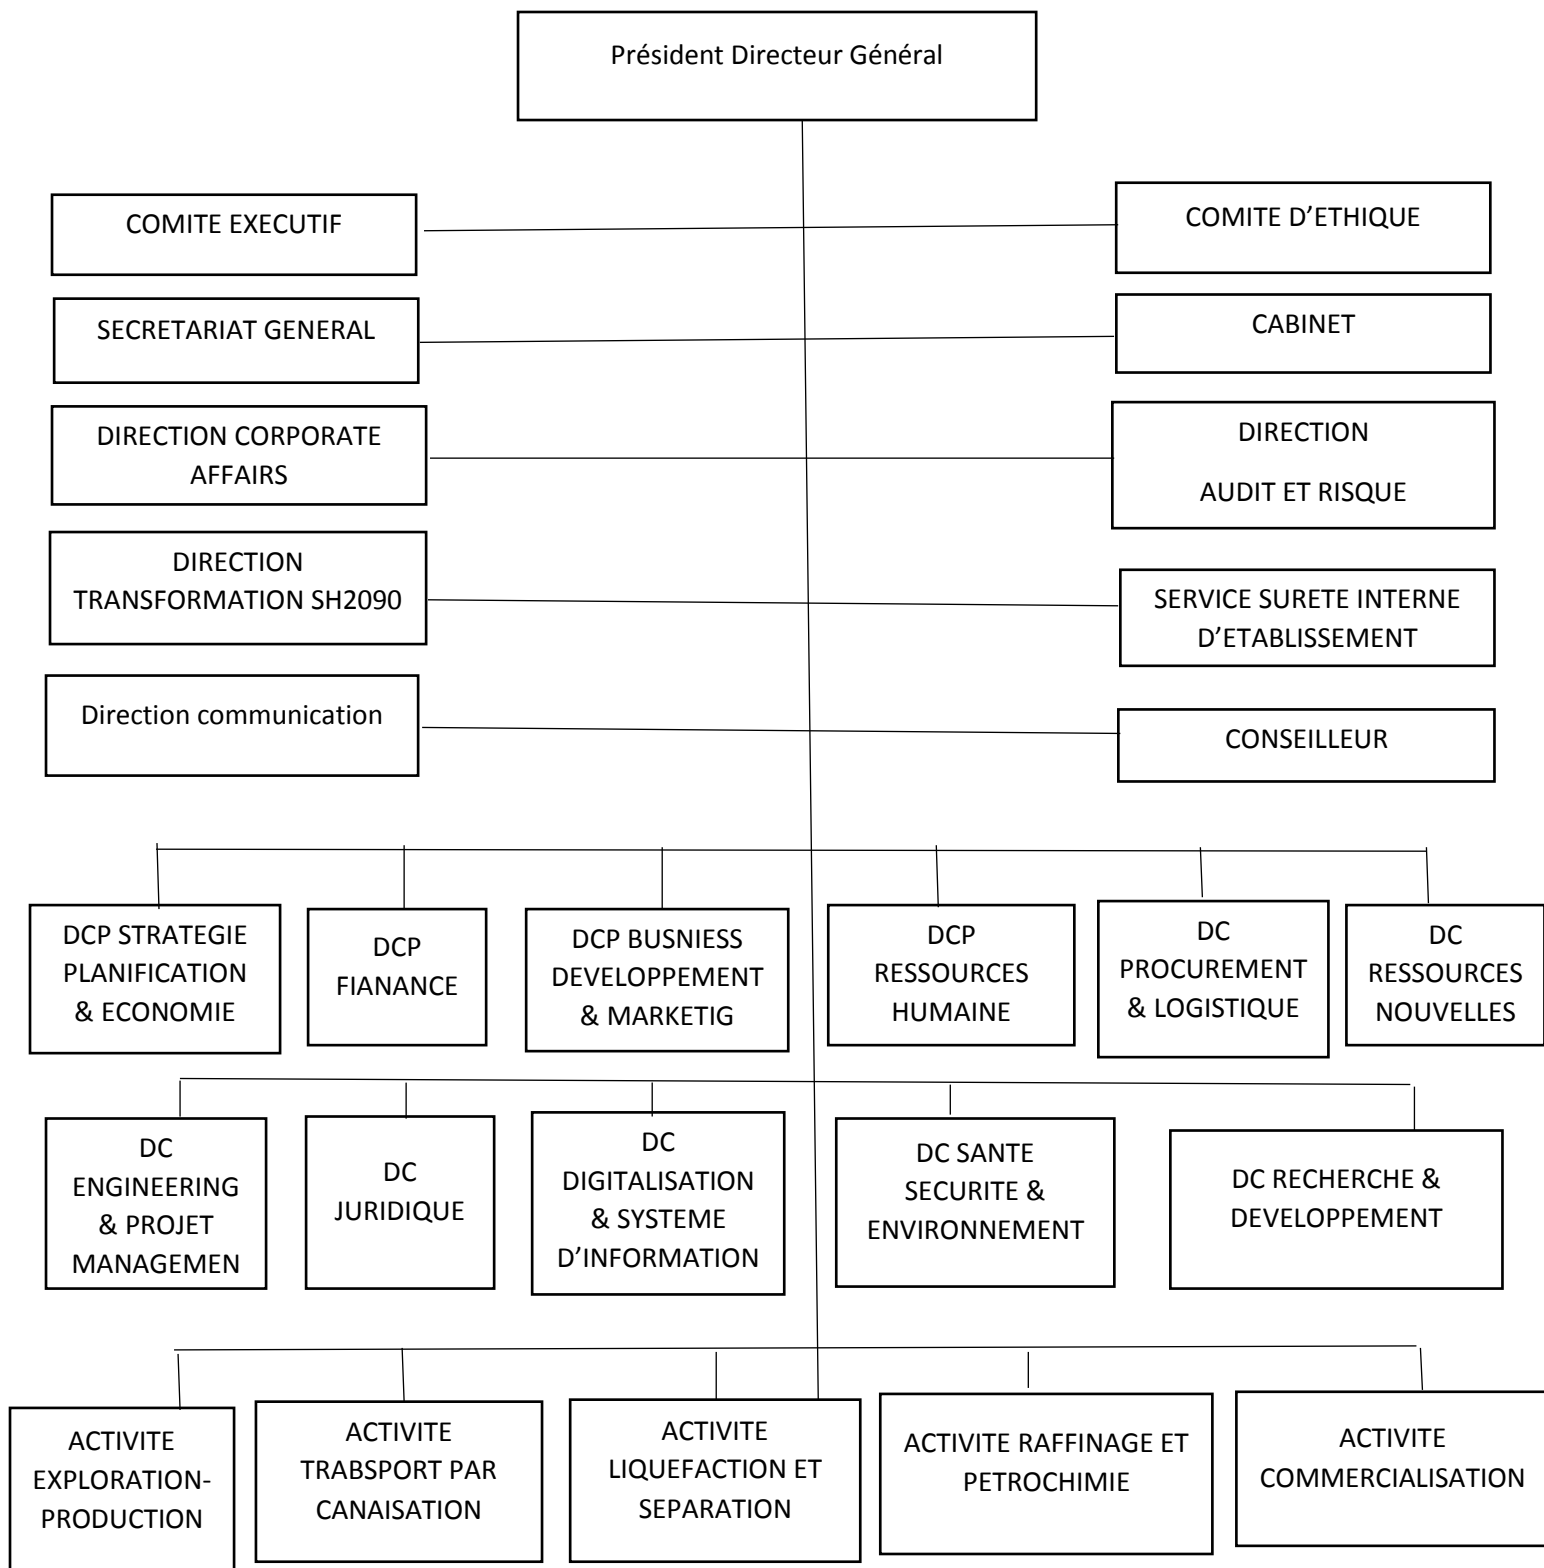 Président Directeur Général
COMITE EXECUTIF
COMITE D’ETHIQUE
SECRETARIAT GENERAL
CABINET
DIRECTION CORPORATE
AFFAIRS
DIRECTION
AUDIT ET RISQUE
DIRECTION
TRANSFORMATION SH2090
SERVICE SURETE INTERNE
D’ETABLISSEMENT
Direction communication
CONSEILLEUR
DCP STRATEGIE
PLANIFICATION
& ECONOMIE
DCP
FIANANCE
DCP BUSNIESS
DEVELOPPEMENT
& MARKETIG
DCP
RESSOURCES
HUMAINE
DC
PROCUREMENT
& LOGISTIQUE
DC
RESSOURCES
NOUVELLES
DC
ENGINEERING
& PROJET
MANAGEMEN
DC
JURIDIQUE
DC
DIGITALISATION
& SYSTEME
D’INFORMATION
DC SANTE
SECURITE &
ENVIRONNEMENT
DC RECHERCHE &
DEVELOPPEMENT
ACTIVITE
EXPLORATION-
PRODUCTION
ACTIVITE
TRABSPORT PAR
CANAISATION
ACTIVITE
LIQUEFACTION ET
SEPARATION
ACTIVITE RAFFINAGE ET
PETROCHIMIE
ACTIVITE
COMMERCIALISATION